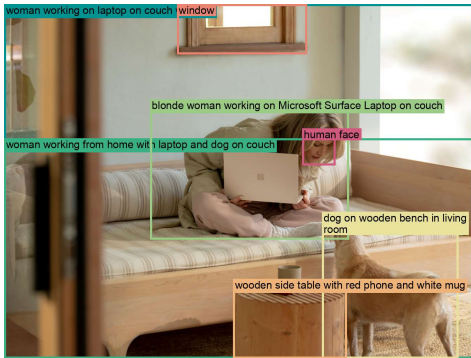 woman working on laptop on couch
window
blonde woman working on Microsoft Surface Laptop on couch
human face
woman working from home with laptop and dog on couch
dog on wooden bench in living
room
wooden side table with red phone and white mug